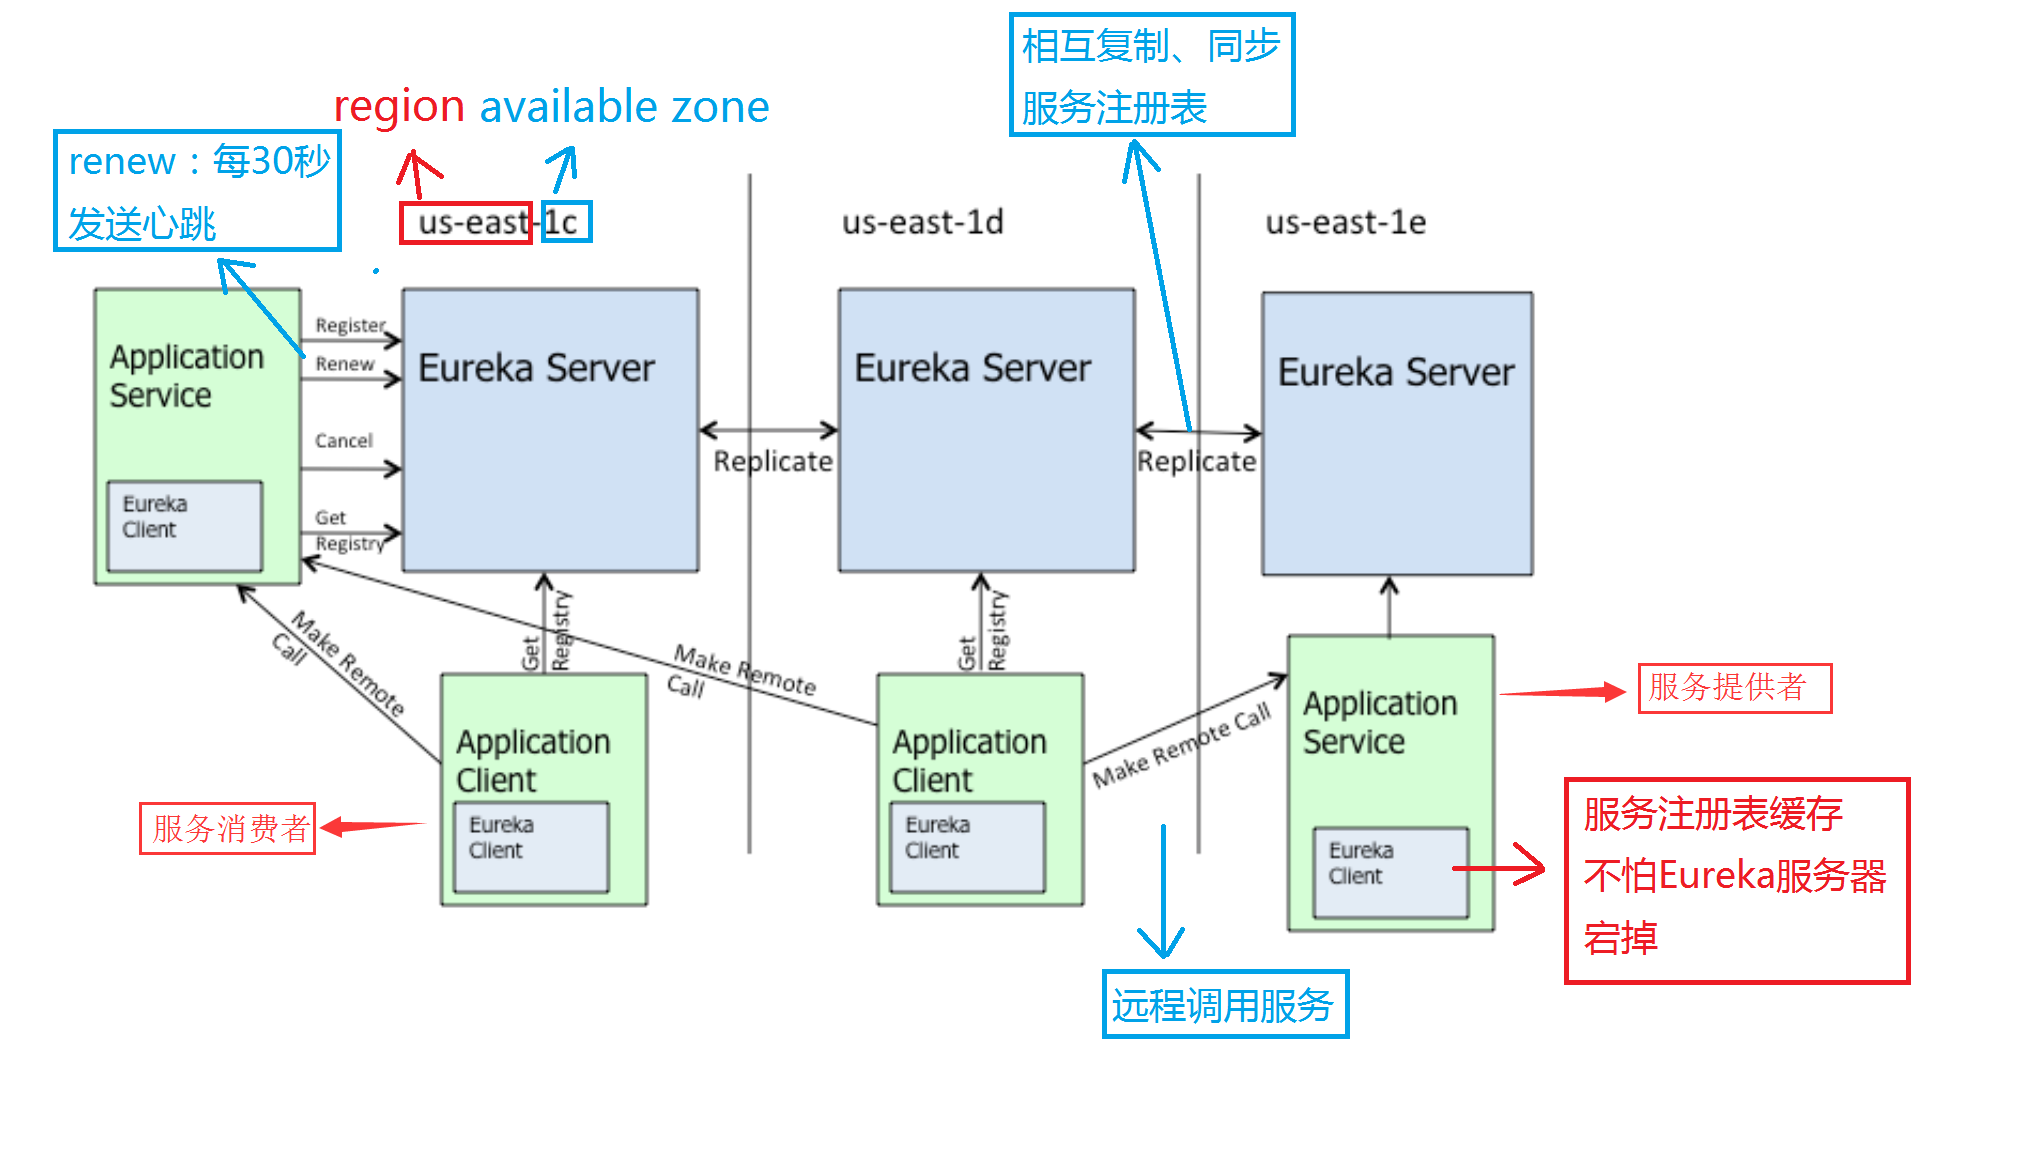 相互复制、同步
服务注册表
region available zone
renew：每30秒
发送心跳
us-east-1c
us-east-1d
us-east-1e
Application
Service
Eureka
Client
Register
Renew
Cancel
Get
Registry
Eureka Server
Replicate
Eureka Server
Replicate
Eureka Server
Make Remote
Call
Get
Registry
Make Remote
Call
Get
Registry
Make Remote Call
Application
Client
Eureka
Client
服务消费者
Application
Client
Eureka
Client
Application
Service
Eureka
Client
服务提供者
服务注册表缓存
不怕Eureka服务器
宕掉
远程调用服务